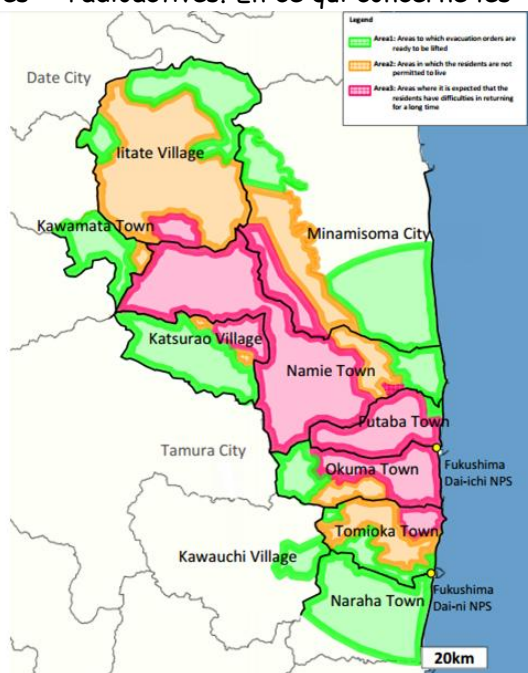 radioactives. En ce qui concerne les
Legend
Area1: Areas to which evacuation orders are
ready to be lifted
Area2: Areas in which the residents are not
permitted to live
Area3: Areas where it is expected that the
residents have difficulties in returning
for a long time
Date City
Iitate Village
Kawamata Town
Minamisoma City
Katsurao Village
Namie Town
Putaba Town
Tamura City
Okuma Town
Fukushima
Dai-ichi NPS
Tomioka Town
Kawauchi Village
Fukushima
Dai-ni NPS
Naraha Town
20km